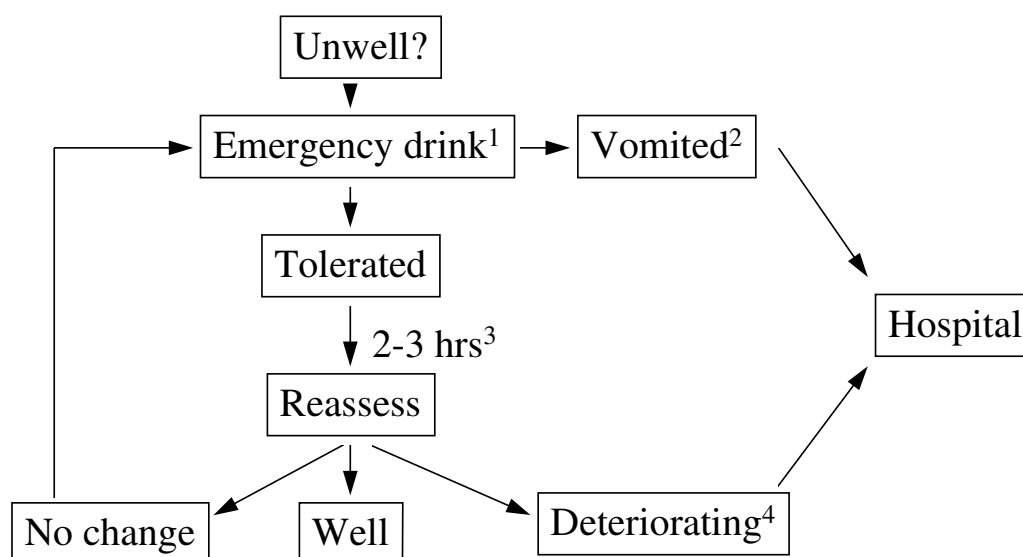 Unwell?
Emergency drink¹
Vomited²
Tolerated
Hospital
2-3 hrs³
Reassess
No change
Well
Deteriorating⁴